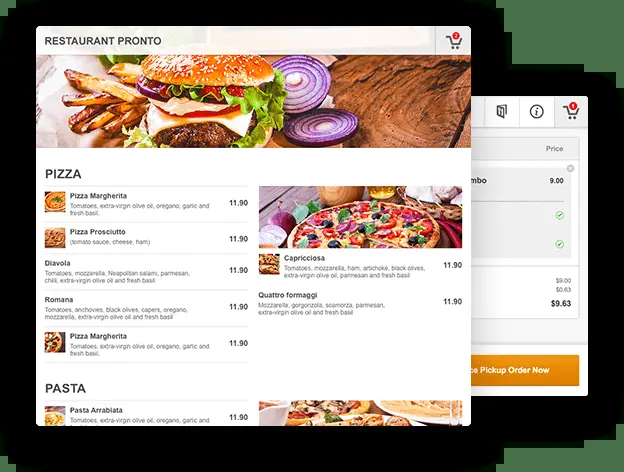 RESTAURANT PRONTO
2
PIZZA
Pizza Margherita
Tomatoes, extra-virgin olive oil, oregano, garlic and
fresh basil.
11.90
Pizza Prosciutto
(tomato sauce, cheese, ham)
11.90
Diavola
Tomatoes, mozzarella, Neapolitan salami, parmesan,
chili, extra-virgin olive oil and fresh basil
11.90
Romana
Tomatoes, anchovies, black olives, capers, oregano,
mozzarella, extra-virgin olive oil and fresh basil
11.90
Pizza Margherita
Tomatoes, extra-virgin olive oil, oregano, garlic and
fresh basil.
11.90
Capricciosa
Tomatoes, mozzarella, ham, artichoke, black olives,
extra-virgin olive oil, parmesan and fresh basil
11.90
Quattro formaggi
Mozzarella, gorgonzola, scamorza, parmesan,
extra-virgin olive oil and fresh basil
11.90
PASTA
Pasta Arrabiata
Tomatoes, extra-virgin olive oil, oregano, garlic and
11.90
Price
mbo 9.00
$9.00
$0.63
$9.63
ce Pickup Order Now